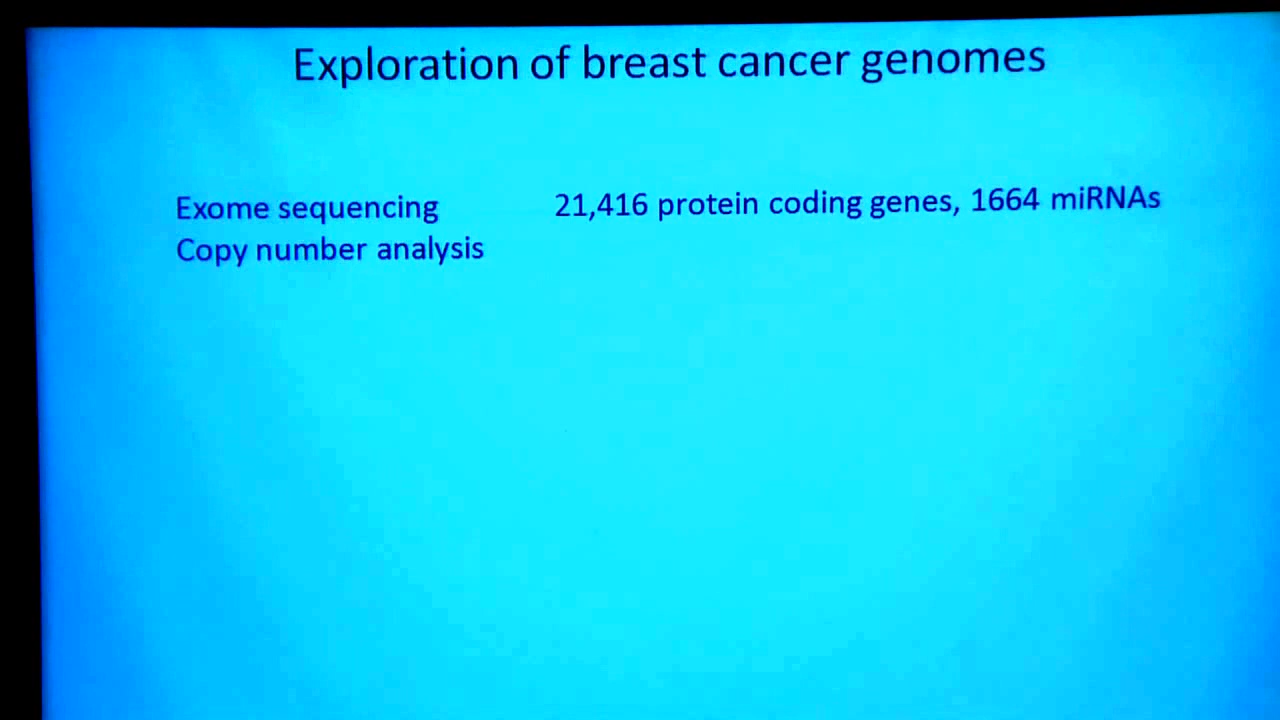 Exploration of breast cancer genomes
Exome sequencing 21,416 protein coding genes, 1664 miRNAs
Copy number analysis